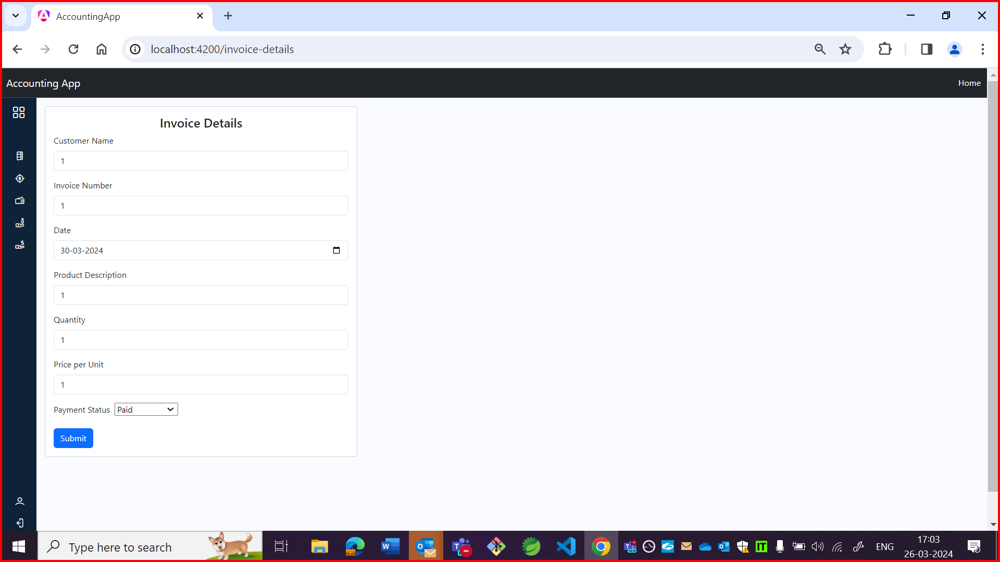 AccountingApp
localhost:4200/invoice-details
Accounting App
Home
Invoice Details
Customer Name
1
Invoice Number
1
Date
30-03-2024
Product Description
1
Quantity
1
Price per Unit
1
Payment Status Paid
Submit
Type here to search
ENG
17:03
26-03-2024